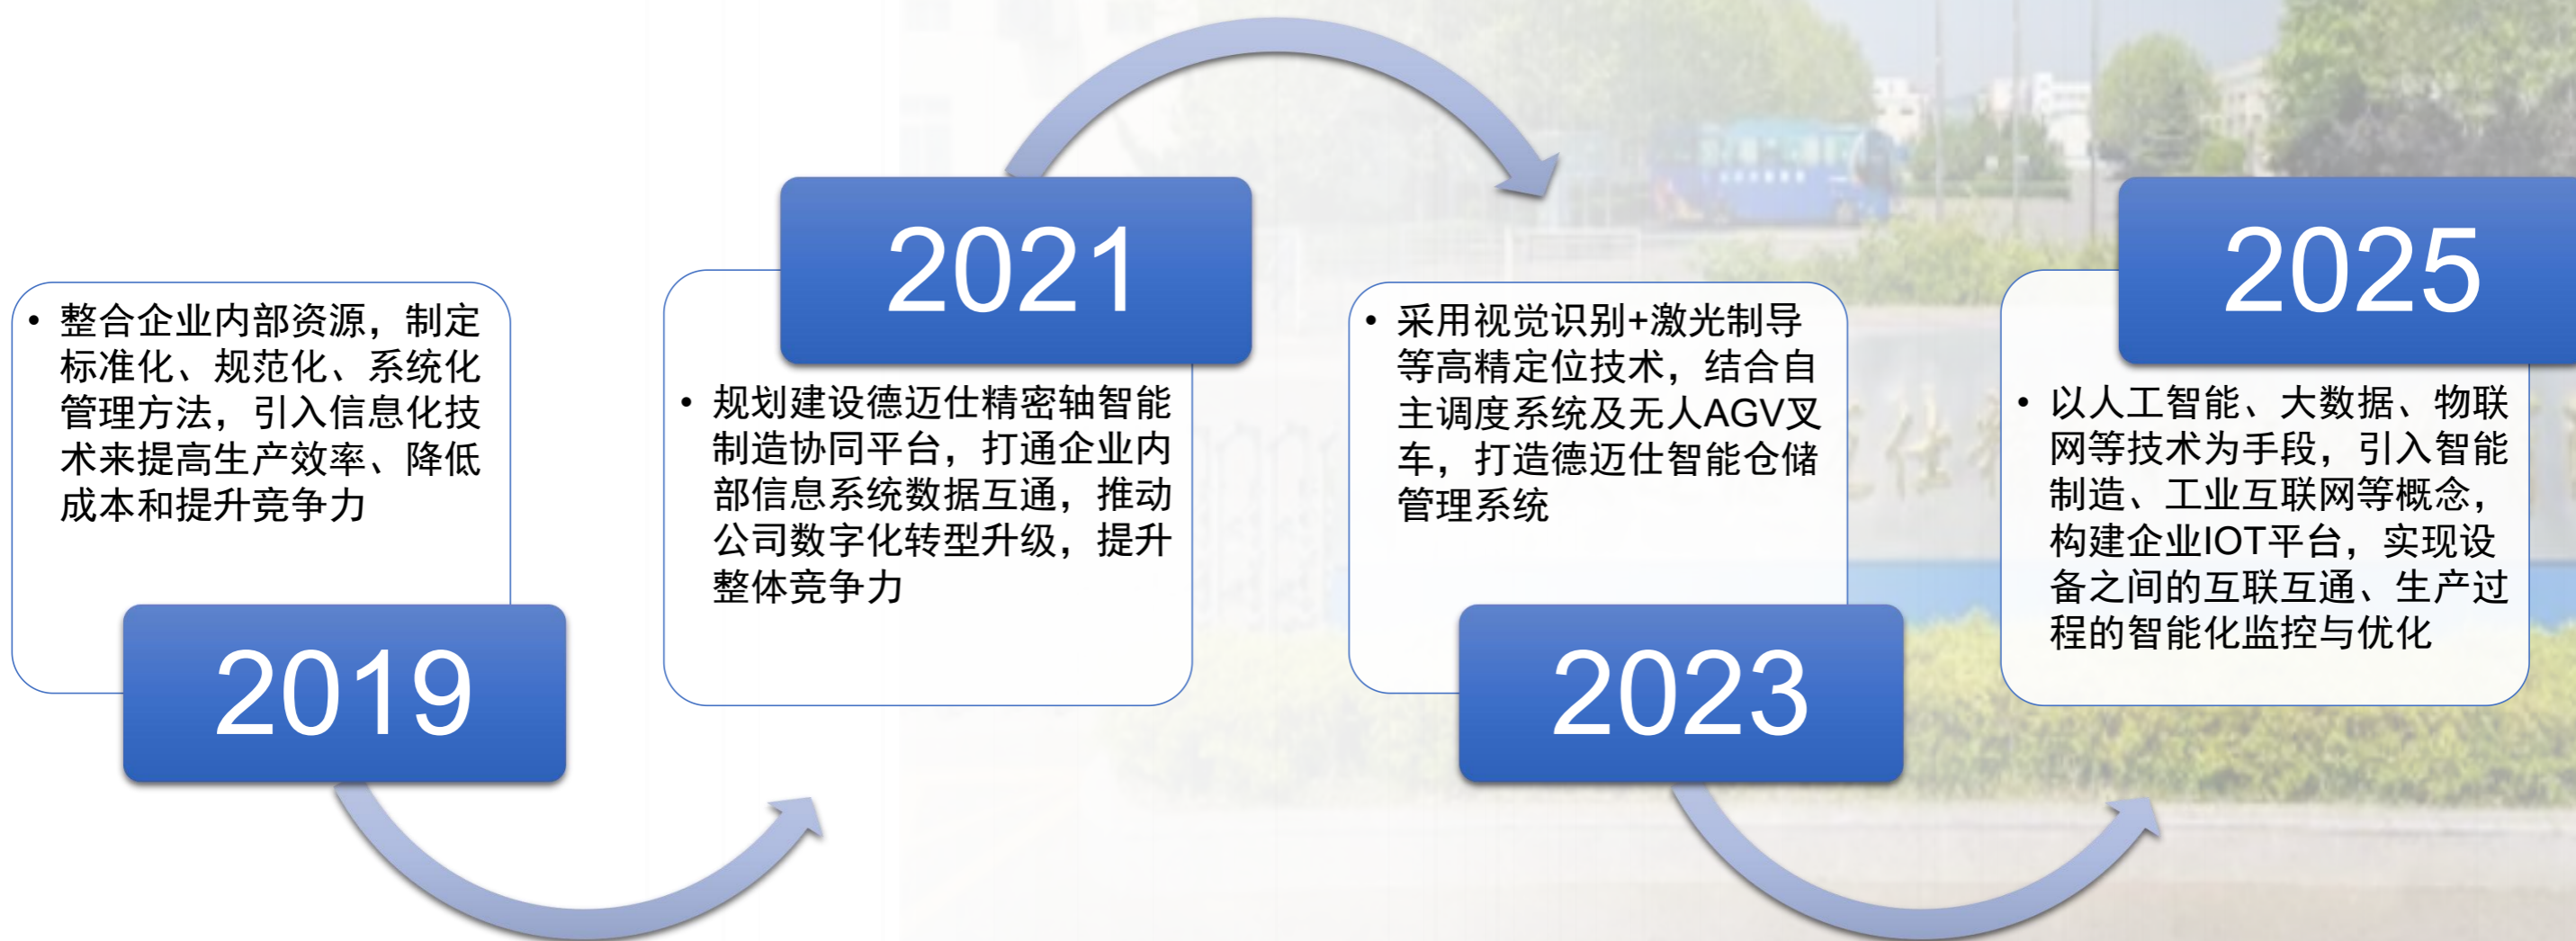 • 整合企业内部资源，制定
标准化、规范化、系统化
管理方法，引入信息化技
术来提高生产效率、降低
成本和提升竞争力
2019
2021
• 规划建设德迈仕精密轴智能
制造协同平台，打通企业内
部信息系统数据互通，推动
公司数字化转型升级，提升
整体竞争力
• 采用视觉识别+激光制导
等高精定位技术，结合自
主调度系统及无人AGV叉
车，打造德迈仕智能仓储
管理系统
2023
2025
• 以人工智能、大数据、物联
网等技术为手段，引入智能
制造、工业互联网等概念，
构建企业IOT平台，实现设
备之间的互联互通、生产过
程的智能化监控与优化